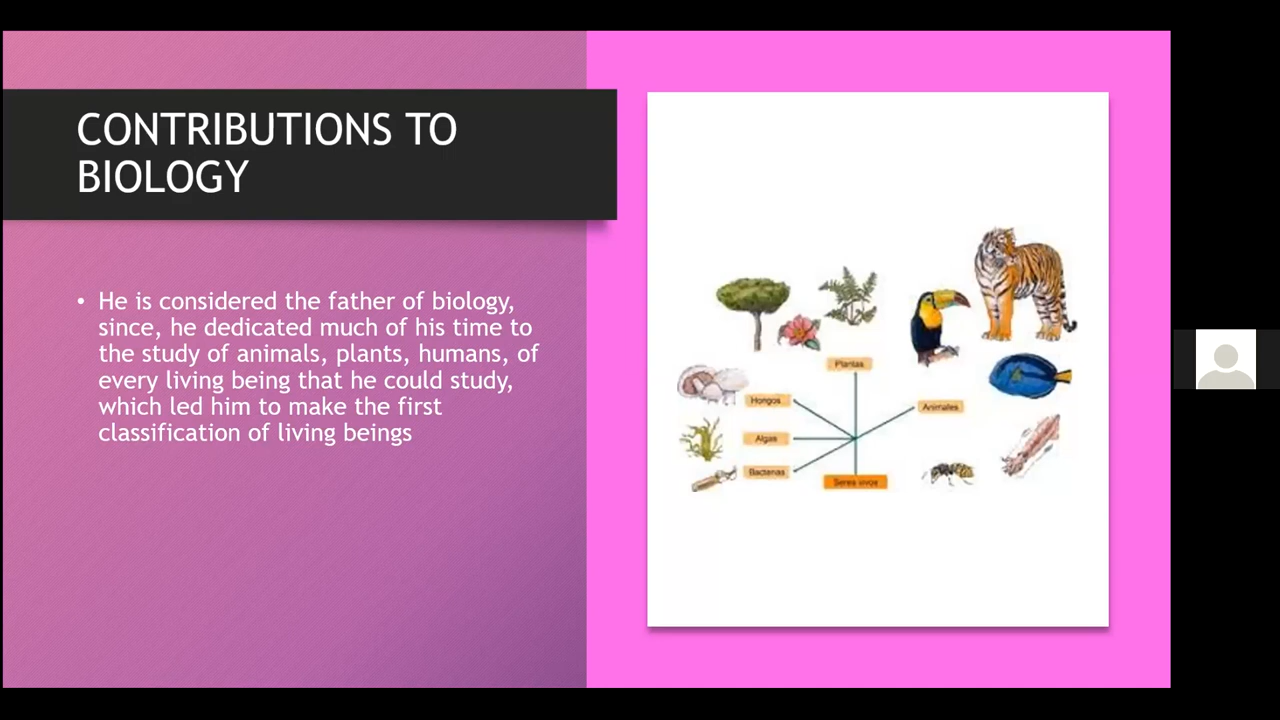 CONTRIBUTIONS TO
BIOLOGY
• He is considered the father of biology,
since, he dedicated much of his time to
the study of animals, plants, humans, of
every living being that he could study,
which led him to make the first
classification of living beings
Plantas
Hongos
Animales
Algas
Bacterias
Seres vivos